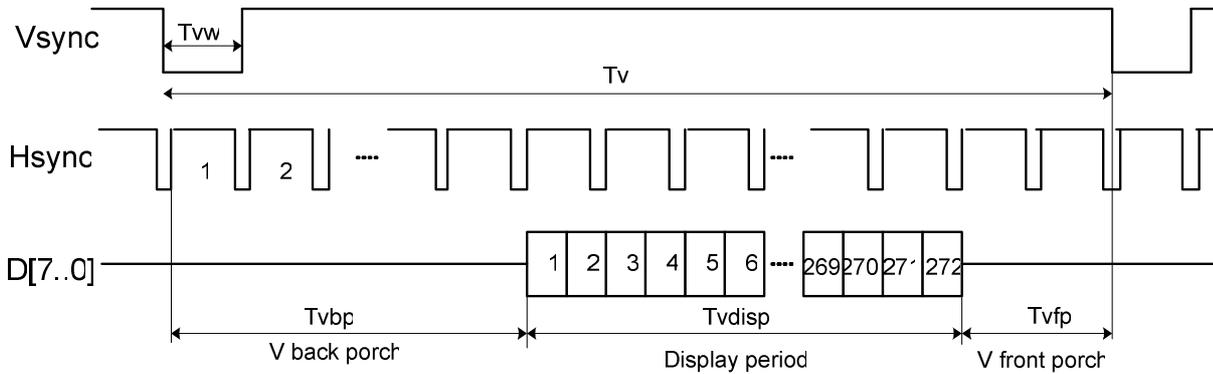 Vsync
Tvw
Tv
Hsync
1 2 ....  ....
D[7..0]
1 2 3 4 5 6 .... 269 270 271 272
Tvbp Tvdisp Tvfp
V back porch Display period V front porch